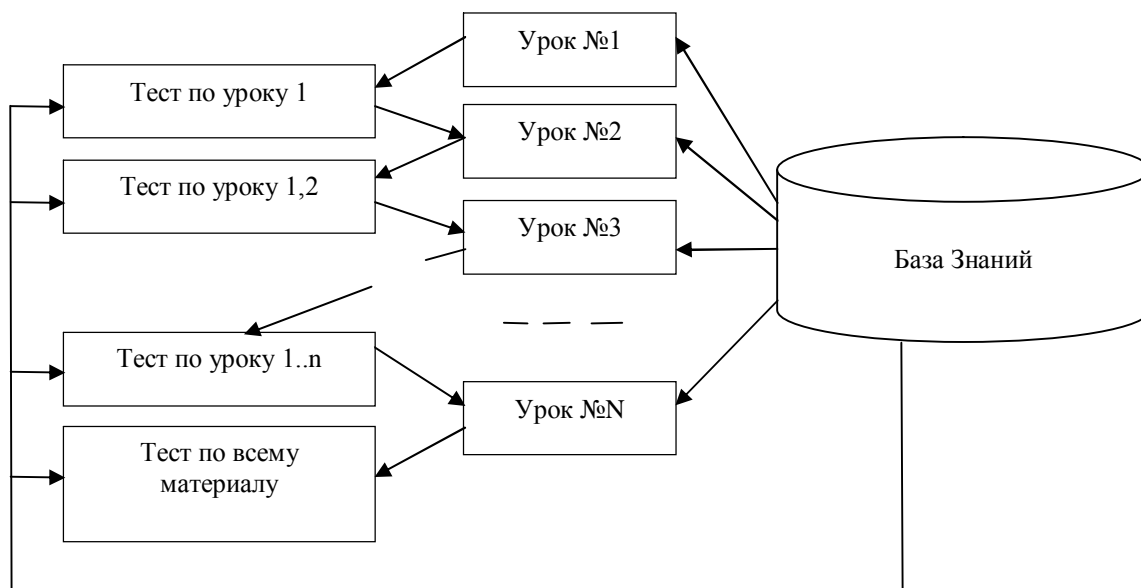 Урок №1
Тест по уроку 1
Урок №2
Тест по уроку 1,2
Урок №3
База Знаний
Тест по уроку 1..n
Урок №N
Тест по всему
материалу